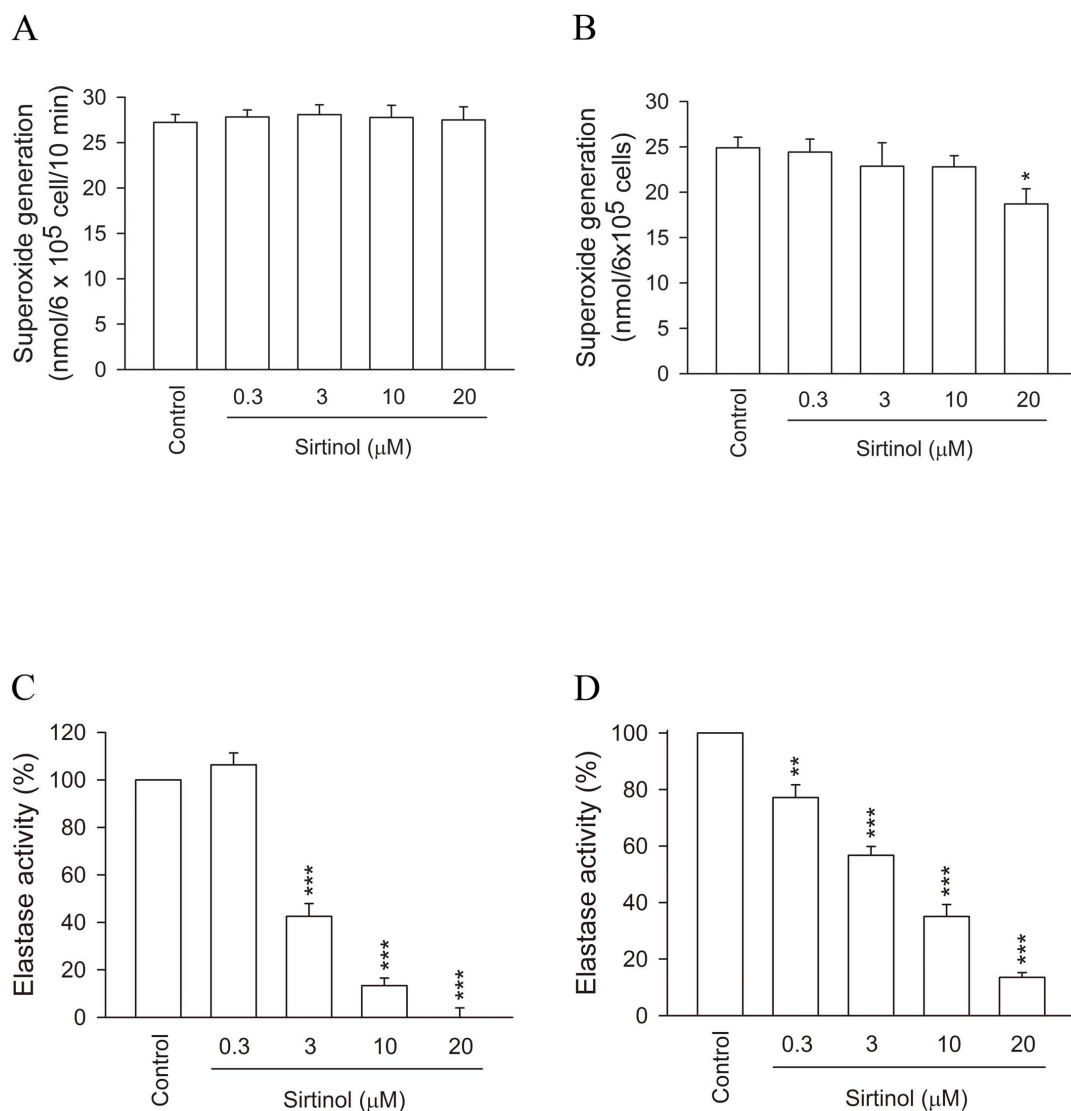 A
Superoxide generation
(nmol/6 x 10⁵ cell/10 min)
30
25
20
15
10
5
0
Control
0.3 3 10 20
Sirtinol (μM)
B
Superoxide generation
(nmol/6x10⁵ cells)
30
25
20
15
10
5
0
*
Control
0.3 3 10 20
Sirtinol (μM)
C
Elastase activity (%)
120
100
80
60
40
20
0
***
***
***
Control
0.3 3 10 20
Sirtinol (μM)
D
Elastase activity (%)
100
80
60
40
20
0
**
***
***
***
Control
0.3 3 10 20
Sirtinol (μM)